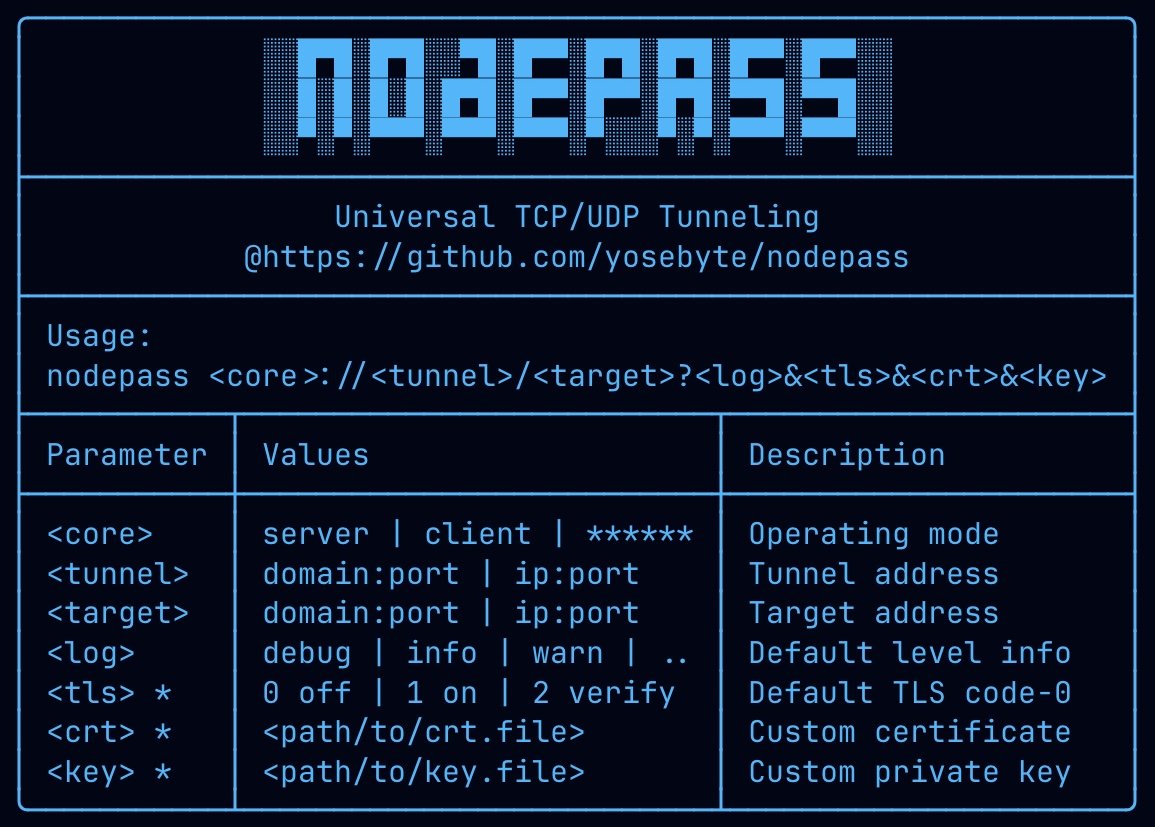 NODEPASS
Universal TCP/UDP Tunneling
@https://github.com/yosebyte/nodepass
Usage:
nodepass <core>://<tunnel>/<target>?<log>&<tls>&<crt>&<key>
Parameter Values Description
<core> server | client | ****** Operating mode
<tunnel> domain:port | ip:port Tunnel address
<target> domain:port | ip:port Target address
<log> debug | info | warn | .. Default level info
<tls> * 0 off | 1 on | 2 verify Default TLS code-0
<crt> * <path/to/crt.file> Custom certificate
<key> * <path/to/key.file> Custom private key